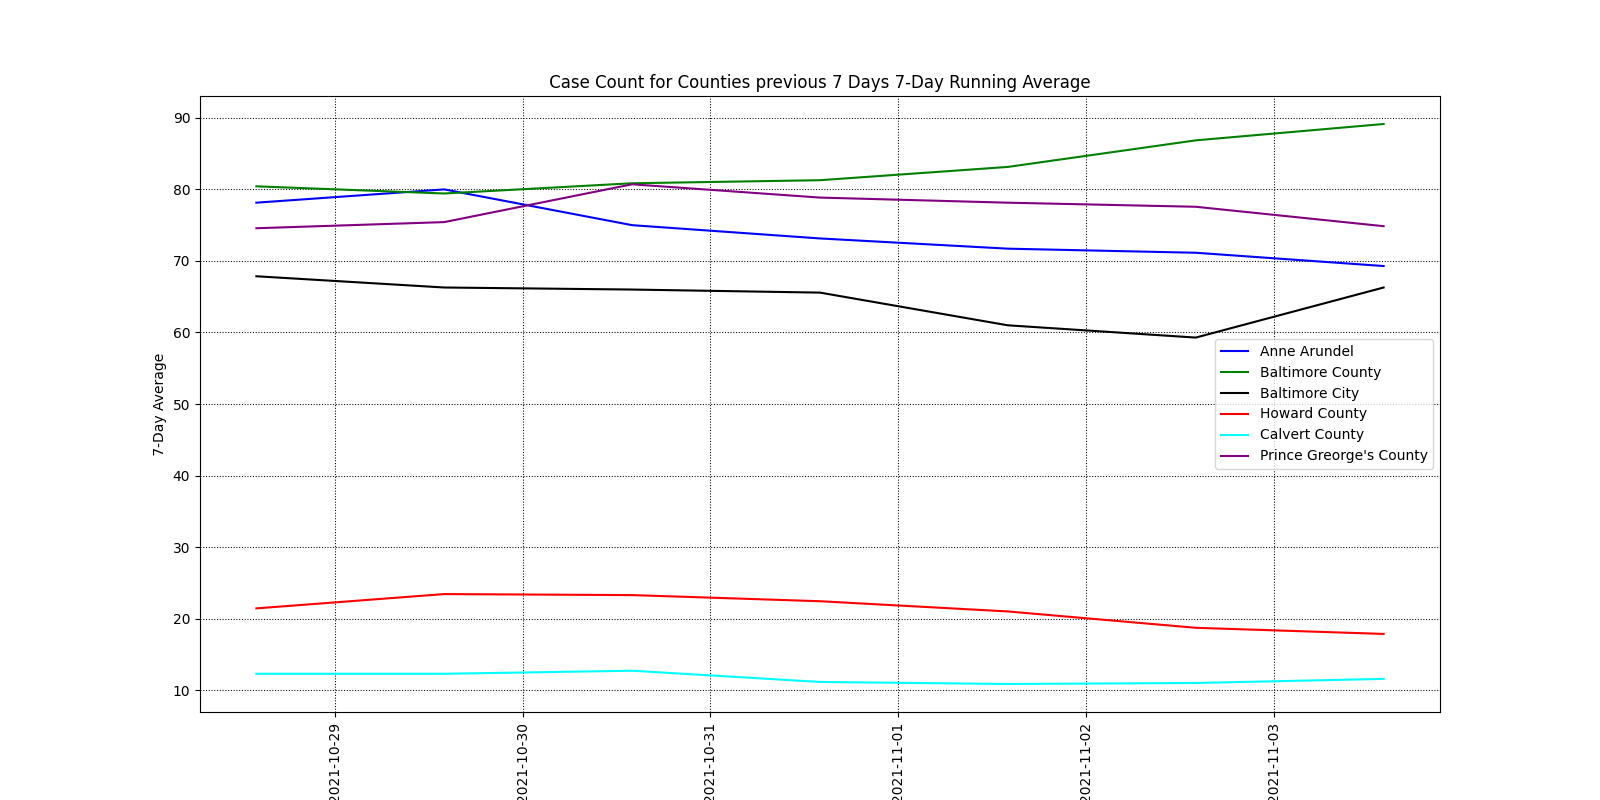 Case Count for Counties previous 7 Days 7-Day Running Average
90
80
70
60
50
40
30
20
10
7-Day Average
Anne Arundel
Baltimore County
Baltimore City
Howard County
Calvert County
Prince Greorge's County
2021-10-29
2021-10-30
2021-10-31
2021-11-01
2021-11-02
2021-11-03